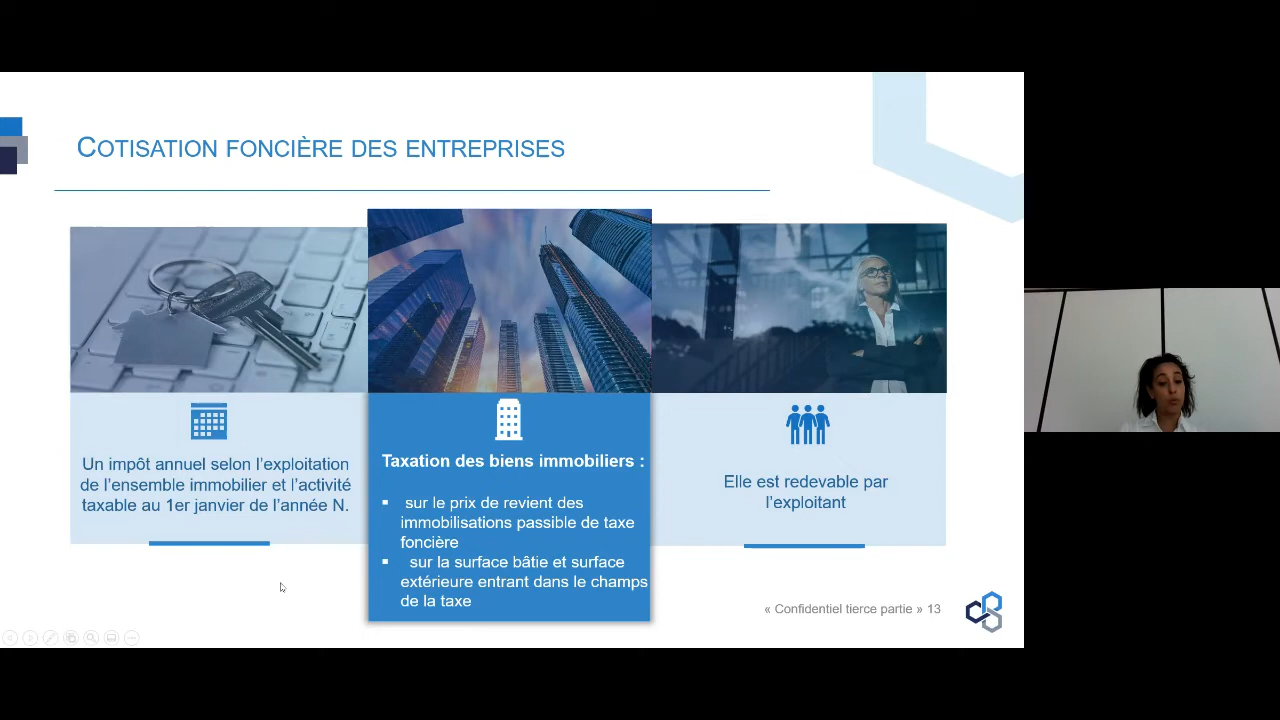 COTISATION FONCIÈRE DES ENTREPRISES
Un impôt annuel selon l'exploitation
de l'ensemble immobilier et l'activité
taxable au 1er janvier de l'année N.
Taxation des biens immobiliers :
▪ sur le prix de revient des
immobilisations passible de taxe
foncière
▪ sur la surface bâtie et surface
extérieure entrant dans le champs
de la taxe
Elle est redevable par
l'exploitant
« Confidentiel tierce partie » 13